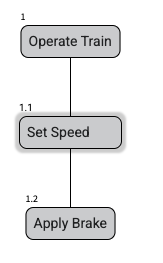 1
Operate Train
1.1
Set Speed
1.2
Apply Brake